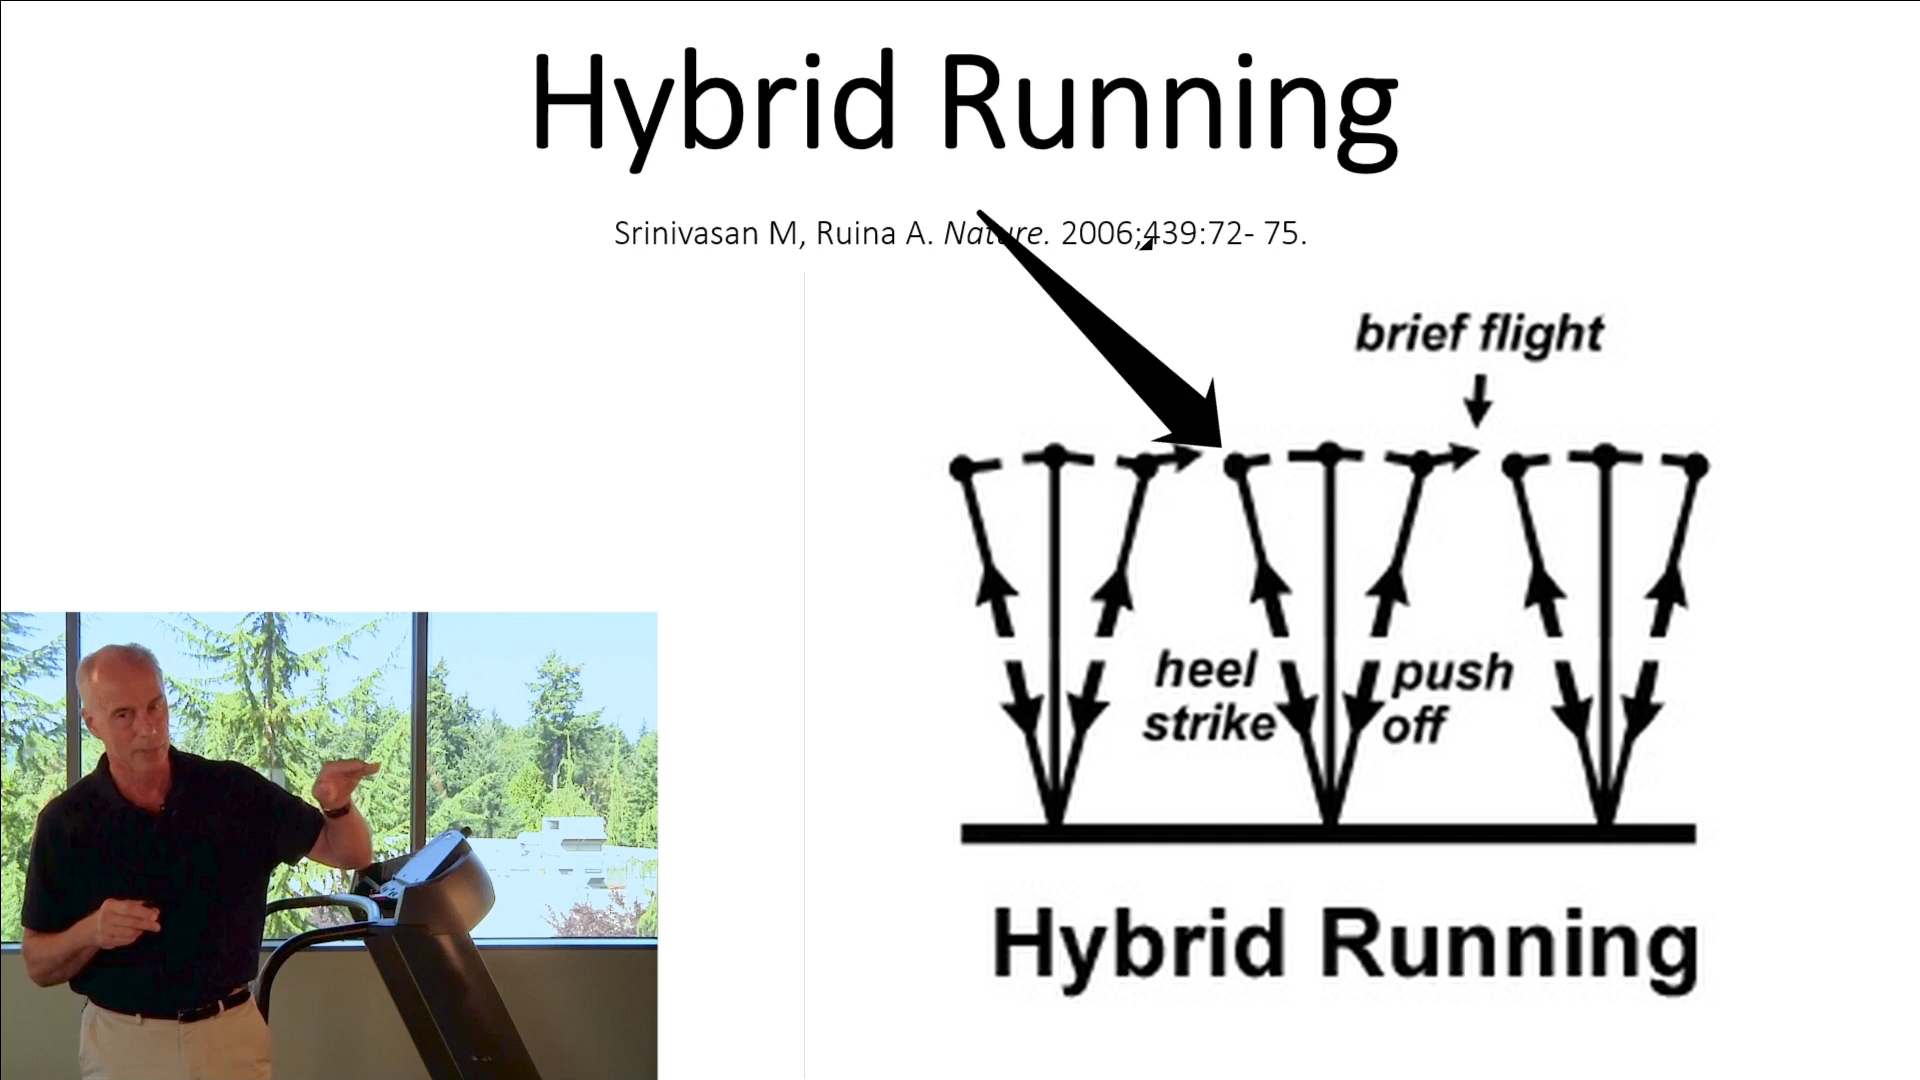 Hybrid Running
Srinivasan M, Ruina A. Nature. 2006;439:72- 75.
brief flight
heel
strike
push
off
Hybrid Running